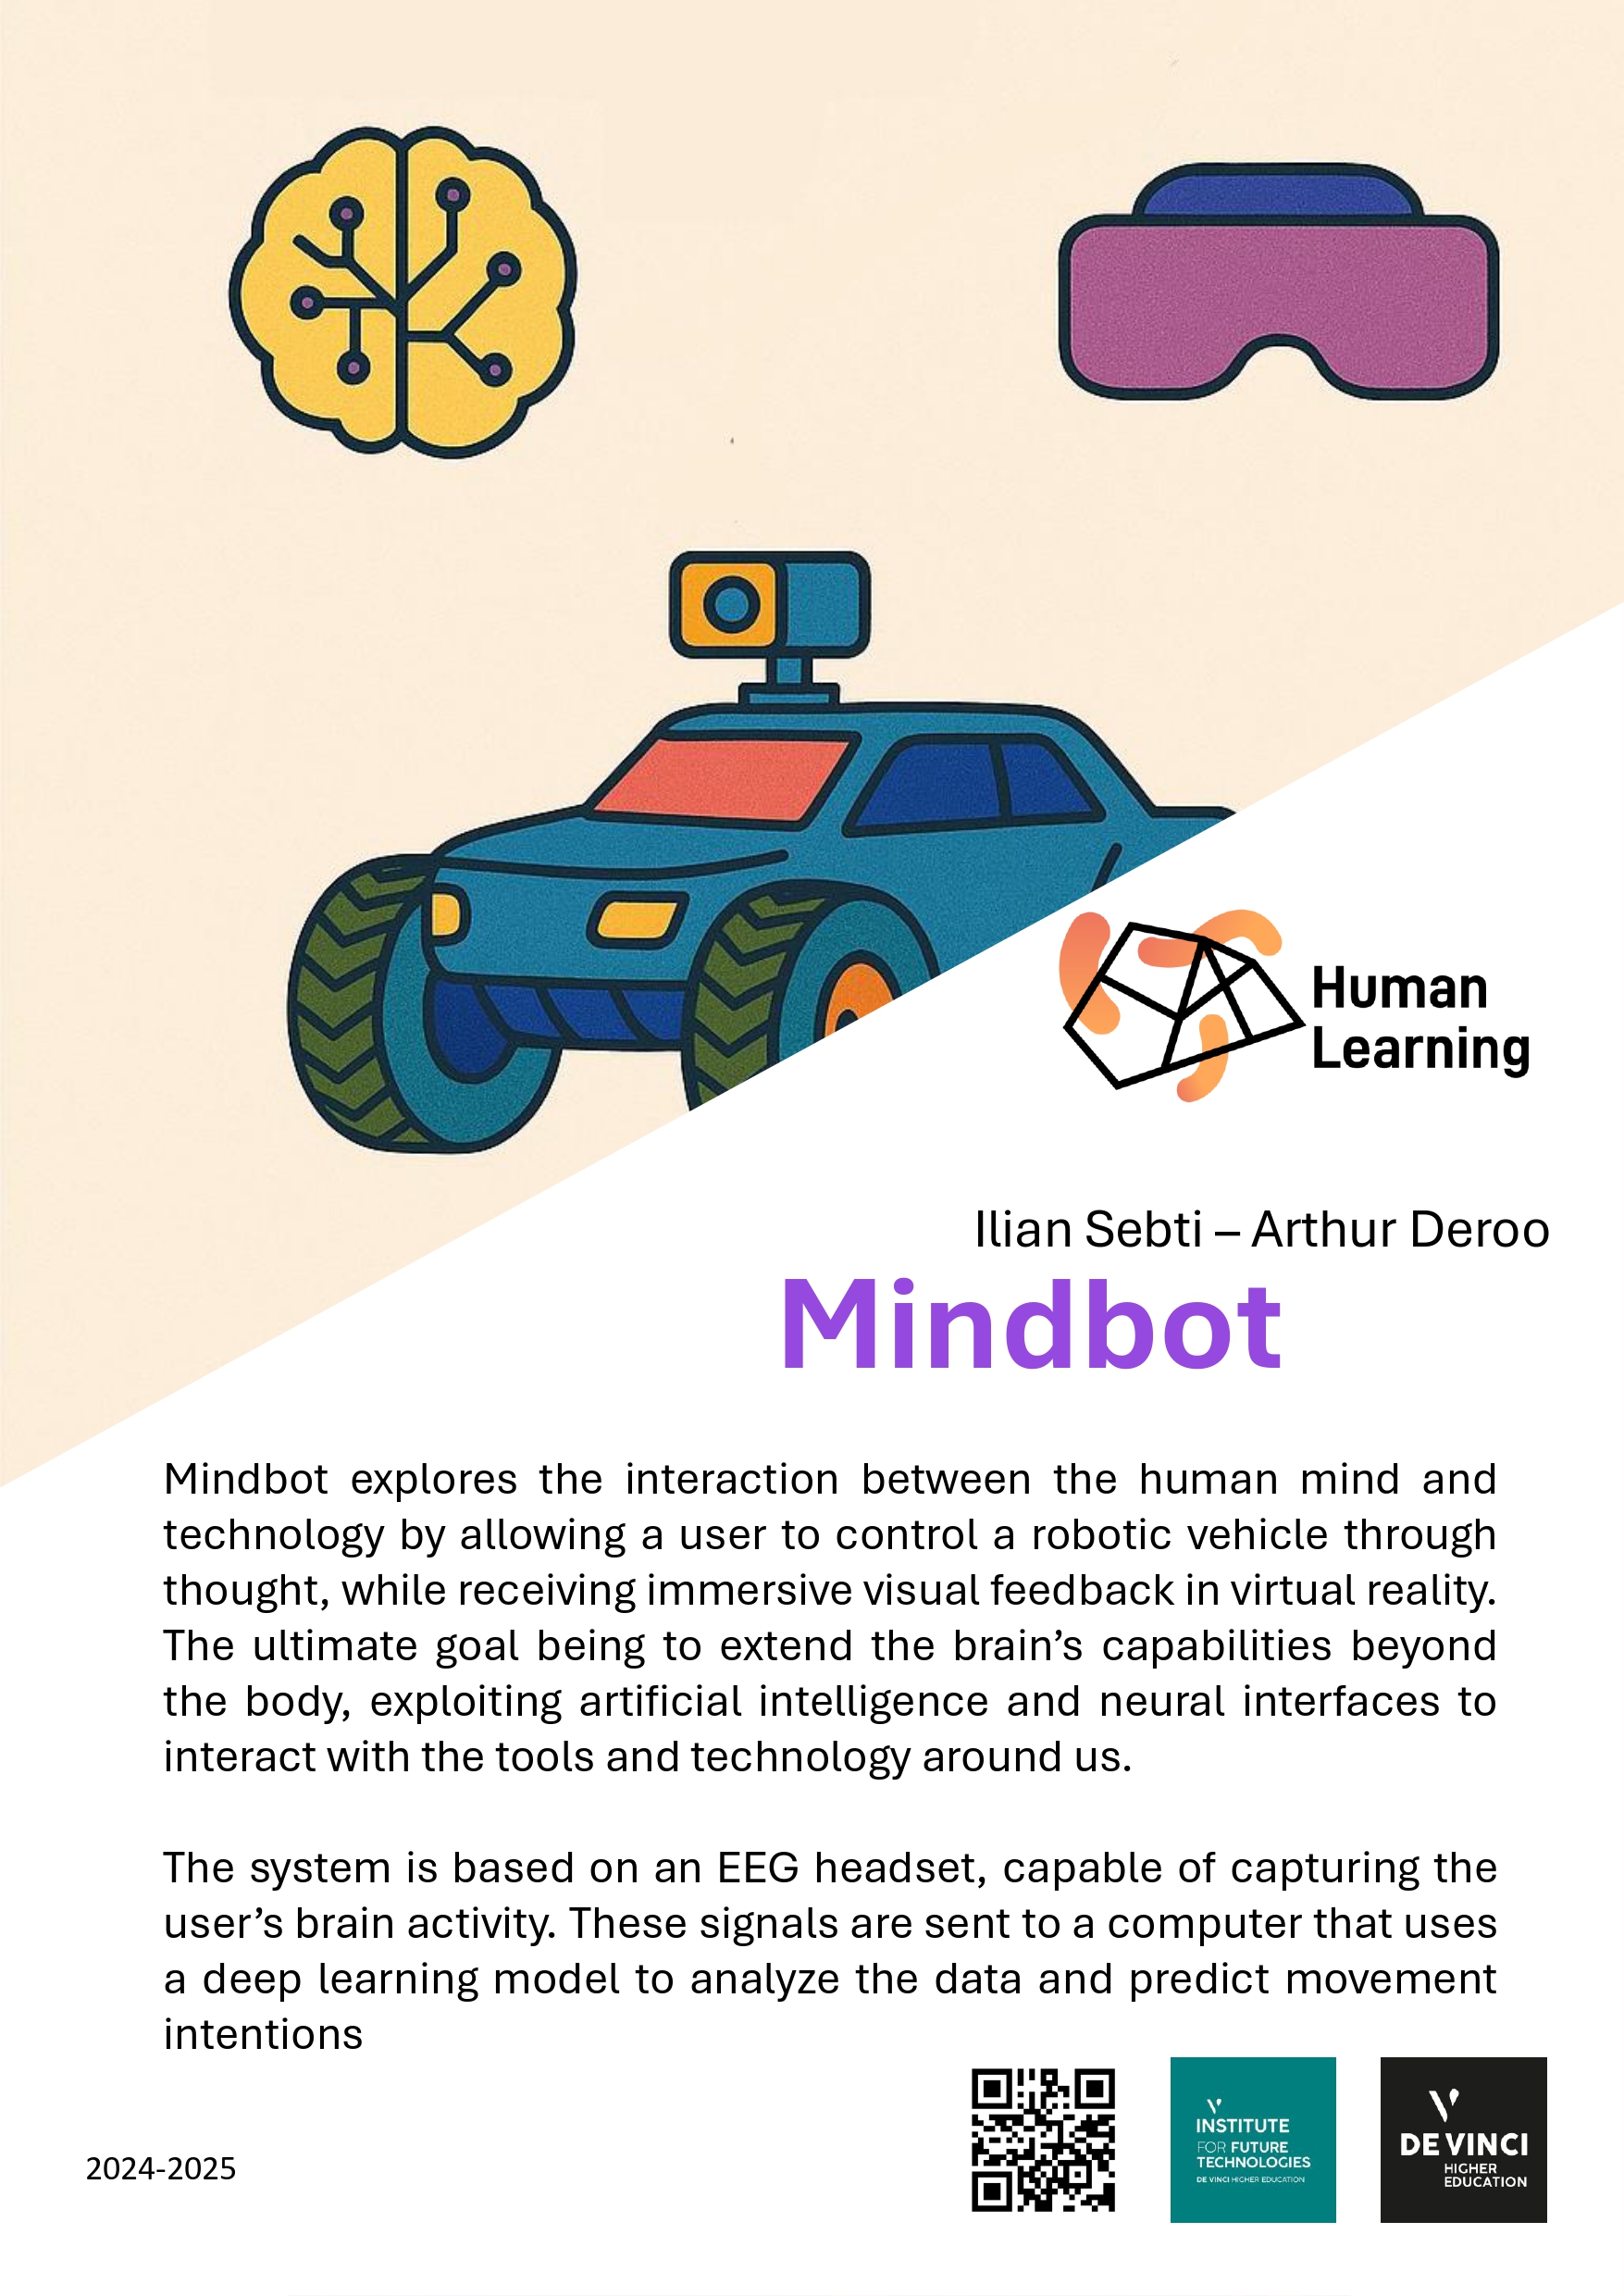 Human
Learning
Ilian Sebti – Arthur Deroo
Mindbot
Mindbot explores the interaction between the human mind and
technology by allowing a user to control a robotic vehicle through
thought, while receiving immersive visual feedback in virtual reality.
The ultimate goal being to extend the brain’s capabilities beyond
the body, exploiting artificial intelligence and neural interfaces to
interact with the tools and technology around us.
The system is based on an EEG headset, capable of capturing the
user’s brain activity. These signals are sent to a computer that uses
a deep learning model to analyze the data and predict movement
intentions
2024-2025
INSTITUTE
FOR FUTURE
TECHNOLOGIES
DE VINCI HIGHER EDUCATION
DE VINCI
HIGHER
EDUCATION